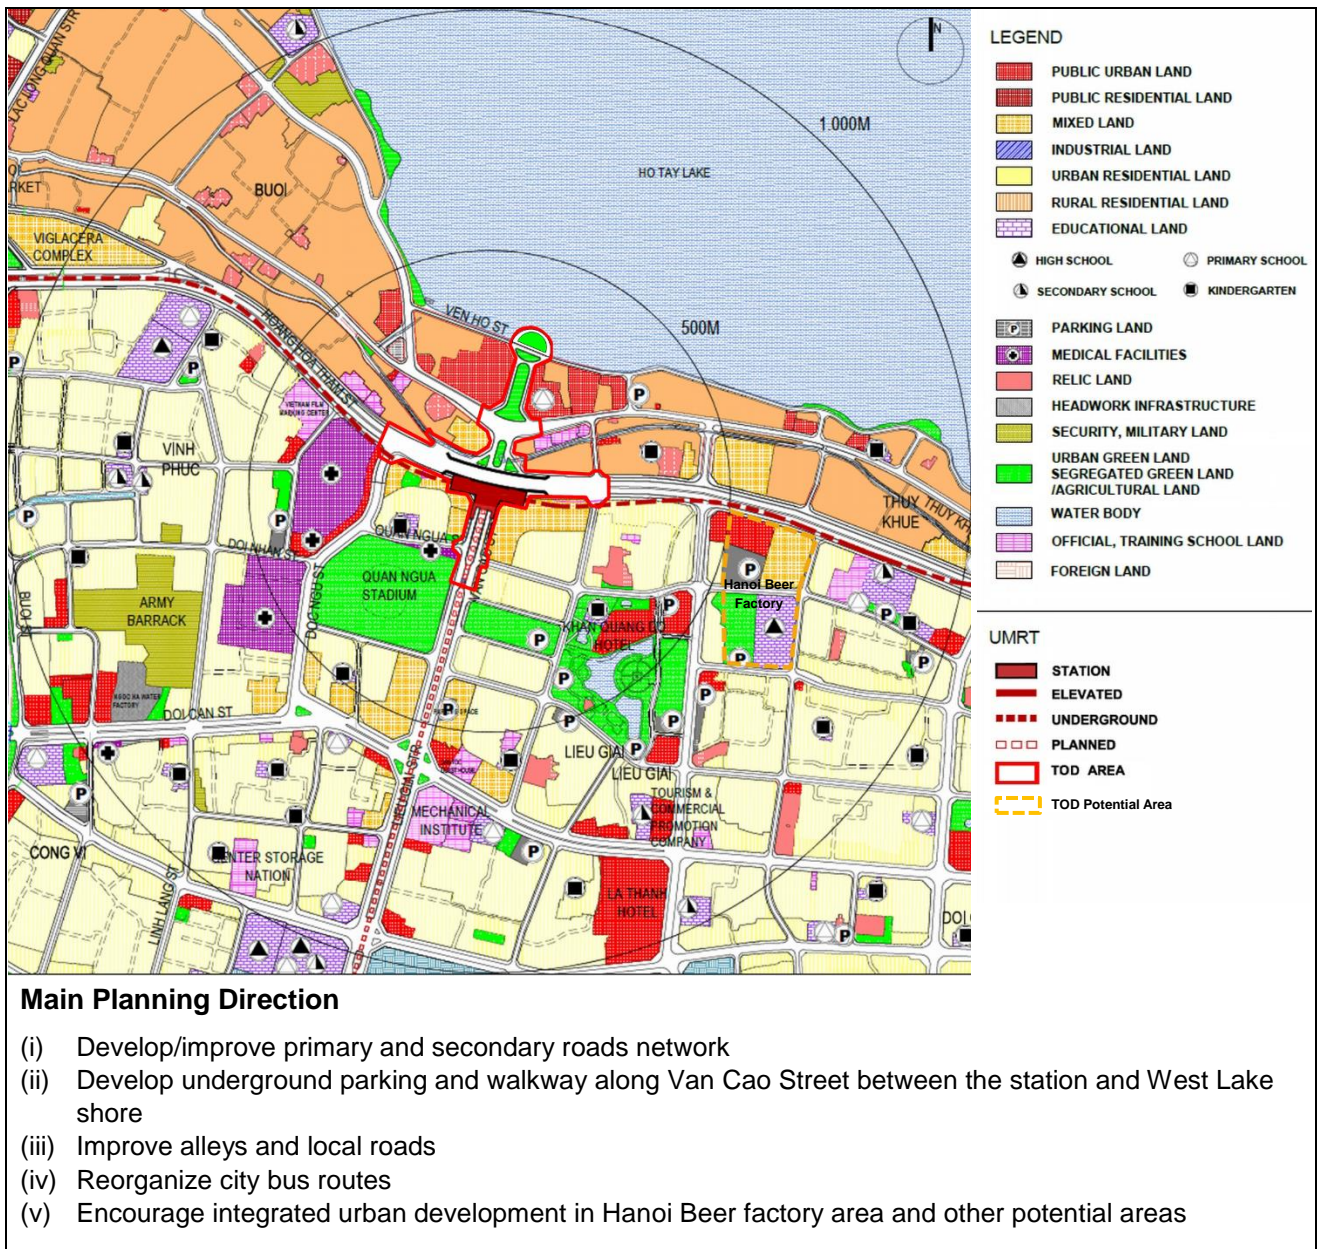 LAC LONG QUAN STR
N
1.000M
HO TAY LAKE
BUOI
RKET
VIGLACERA
COMPLEX
VEN HO ST
500M
HOANG HOA THAM ST
P
VINH
PHUC
QUAN NGUA
THUY
KHUE
DOI NHAN ST
QUAN NGUA
STADIUM
DOC NGU ST
Hanoi Beer
Factory
ARMY
BARRACK
BUOI ST
HOTEL
DOI CAN ST
LIEU GIAI
LIEU GIAI
LIEU GIAI STR
TOURISM &
COMMERCIAL
PROMOTION
COMPANY
MECHANICAL
INSTITUTE
CONG VI
CENTER STORAGE
NATION
LINH LANG ST
LA THANH
HOTEL
LEGEND
PUBLIC URBAN LAND
PUBLIC RESIDENTIAL LAND
MIXED LAND
INDUSTRIAL LAND
URBAN RESIDENTIAL LAND
RURAL RESIDENTIAL LAND
EDUCATIONAL LAND
HIGH SCHOOL PRIMARY SCHOOL
SECONDARY SCHOOL KINDERGARTEN
P PARKING LAND
MEDICAL FACILITIES
RELIC LAND
HEADWORK INFRASTRUCTURE
SECURITY, MILITARY LAND
URBAN GREEN LAND
SEGREGATED GREEN LAND
/AGRICULTURAL LAND
WATER BODY
OFFICIAL, TRAINING SCHOOL LAND
FOREIGN LAND
UMRT
STATION
ELEVATED
UNDERGROUND
PLANNED
TOD AREA
TOD Potential Area
Main Planning Direction
(i) Develop/improve primary and secondary roads network
(ii) Develop underground parking and walkway along Van Cao Street between the station and West Lake
shore
(iii) Improve alleys and local roads
(iv) Reorganize city bus routes
(v) Encourage integrated urban development in Hanoi Beer factory area and other potential areas